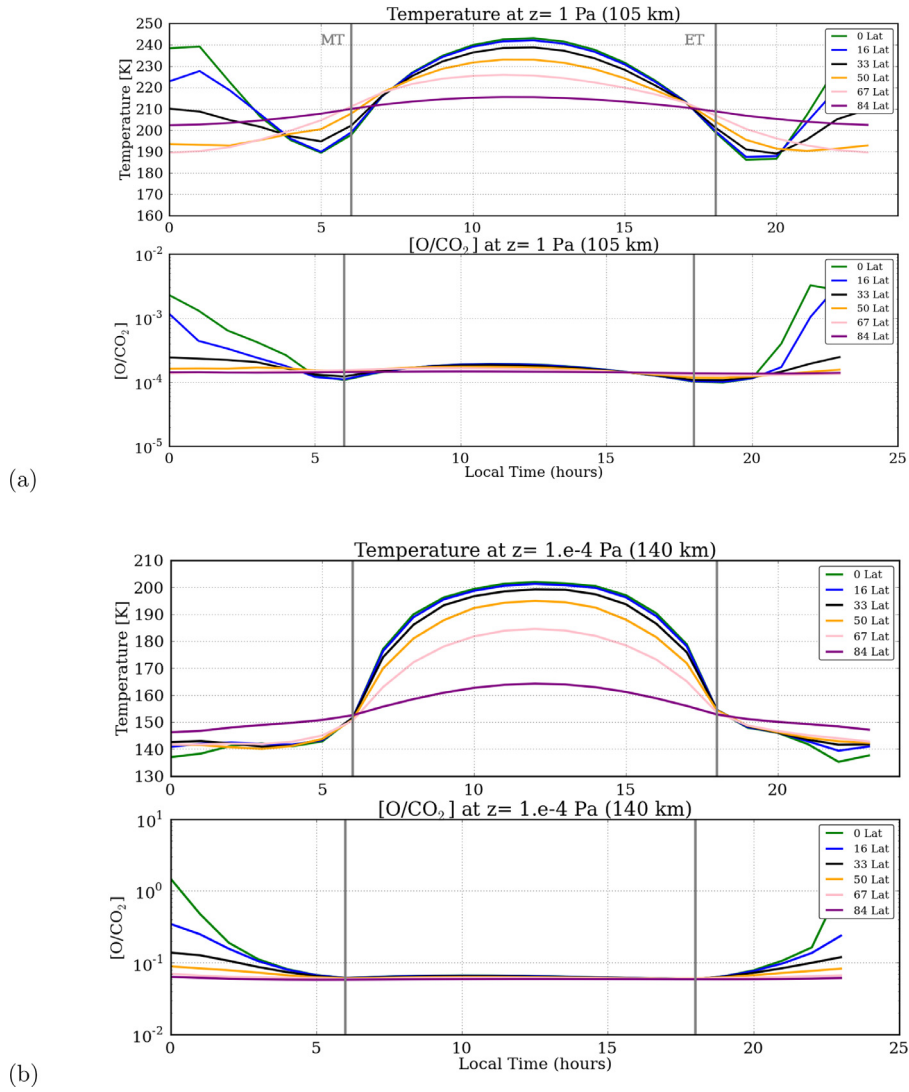 Temperature at z= 1 Pa (105 km)
250
240
230
220
210
200
190
180
170
160
Temperature [K]
MT
ET
0 Lat
16 Lat
33 Lat
50 Lat
67 Lat
84 Lat
0 5 10 15 20 25
[O/CO2] at z= 1 Pa (105 km)
10-2
10-3
10-4
10-5
[O/CO2]
0 Lat
16 Lat
33 Lat
50 Lat
67 Lat
84 Lat
0 5 10 15 20 25
Local Time (hours)
(a)
Temperature at z= 1.e-4 Pa (140 km)
210
200
190
180
170
160
150
140
130
Temperature [K]
0 Lat
16 Lat
33 Lat
50 Lat
67 Lat
84 Lat
0 5 10 15 20
[O/CO2] at z= 1.e-4 Pa (140 km)
101
100
10-1
10-2
[O/CO2]
0 Lat
16 Lat
33 Lat
50 Lat
67 Lat
84 Lat
0 5 10 15 20 25
Local Time (hours)
(b)